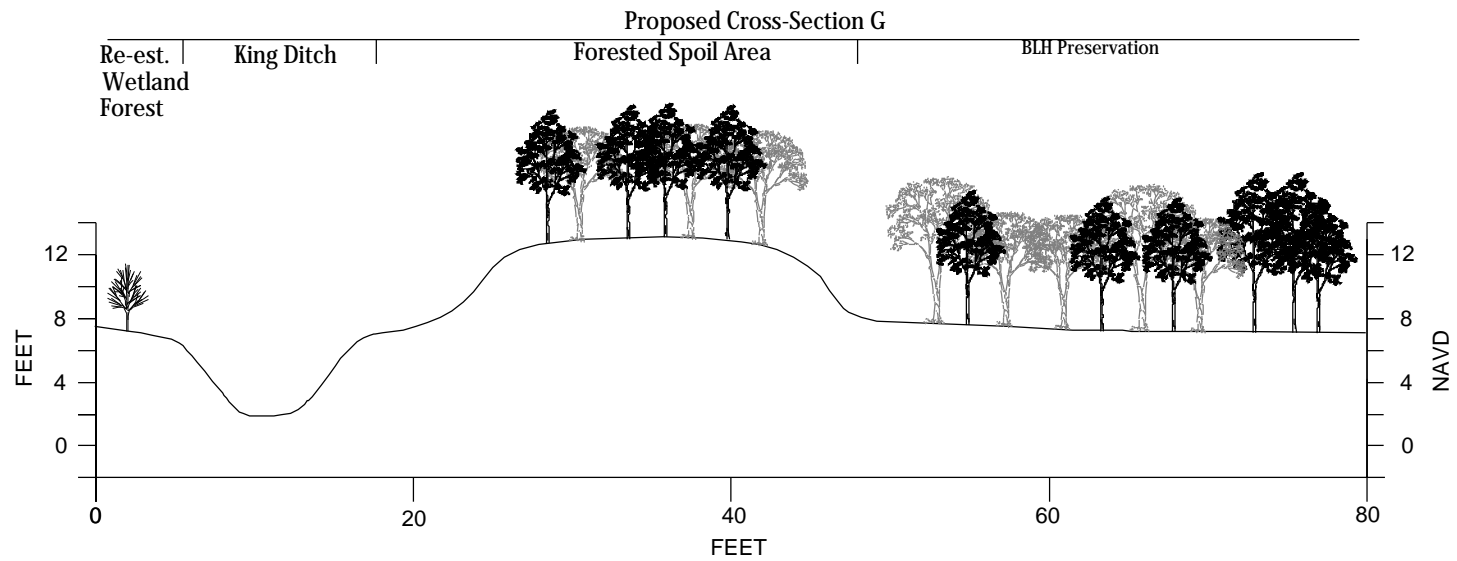 Proposed Cross-Section G
Re-est.
Wetland
Forest
King Ditch
Forested Spoil Area
BLH Preservation
FEET
12
8
4
0
12
8
4
0
NAVD
0
20
40
60
80
FEET